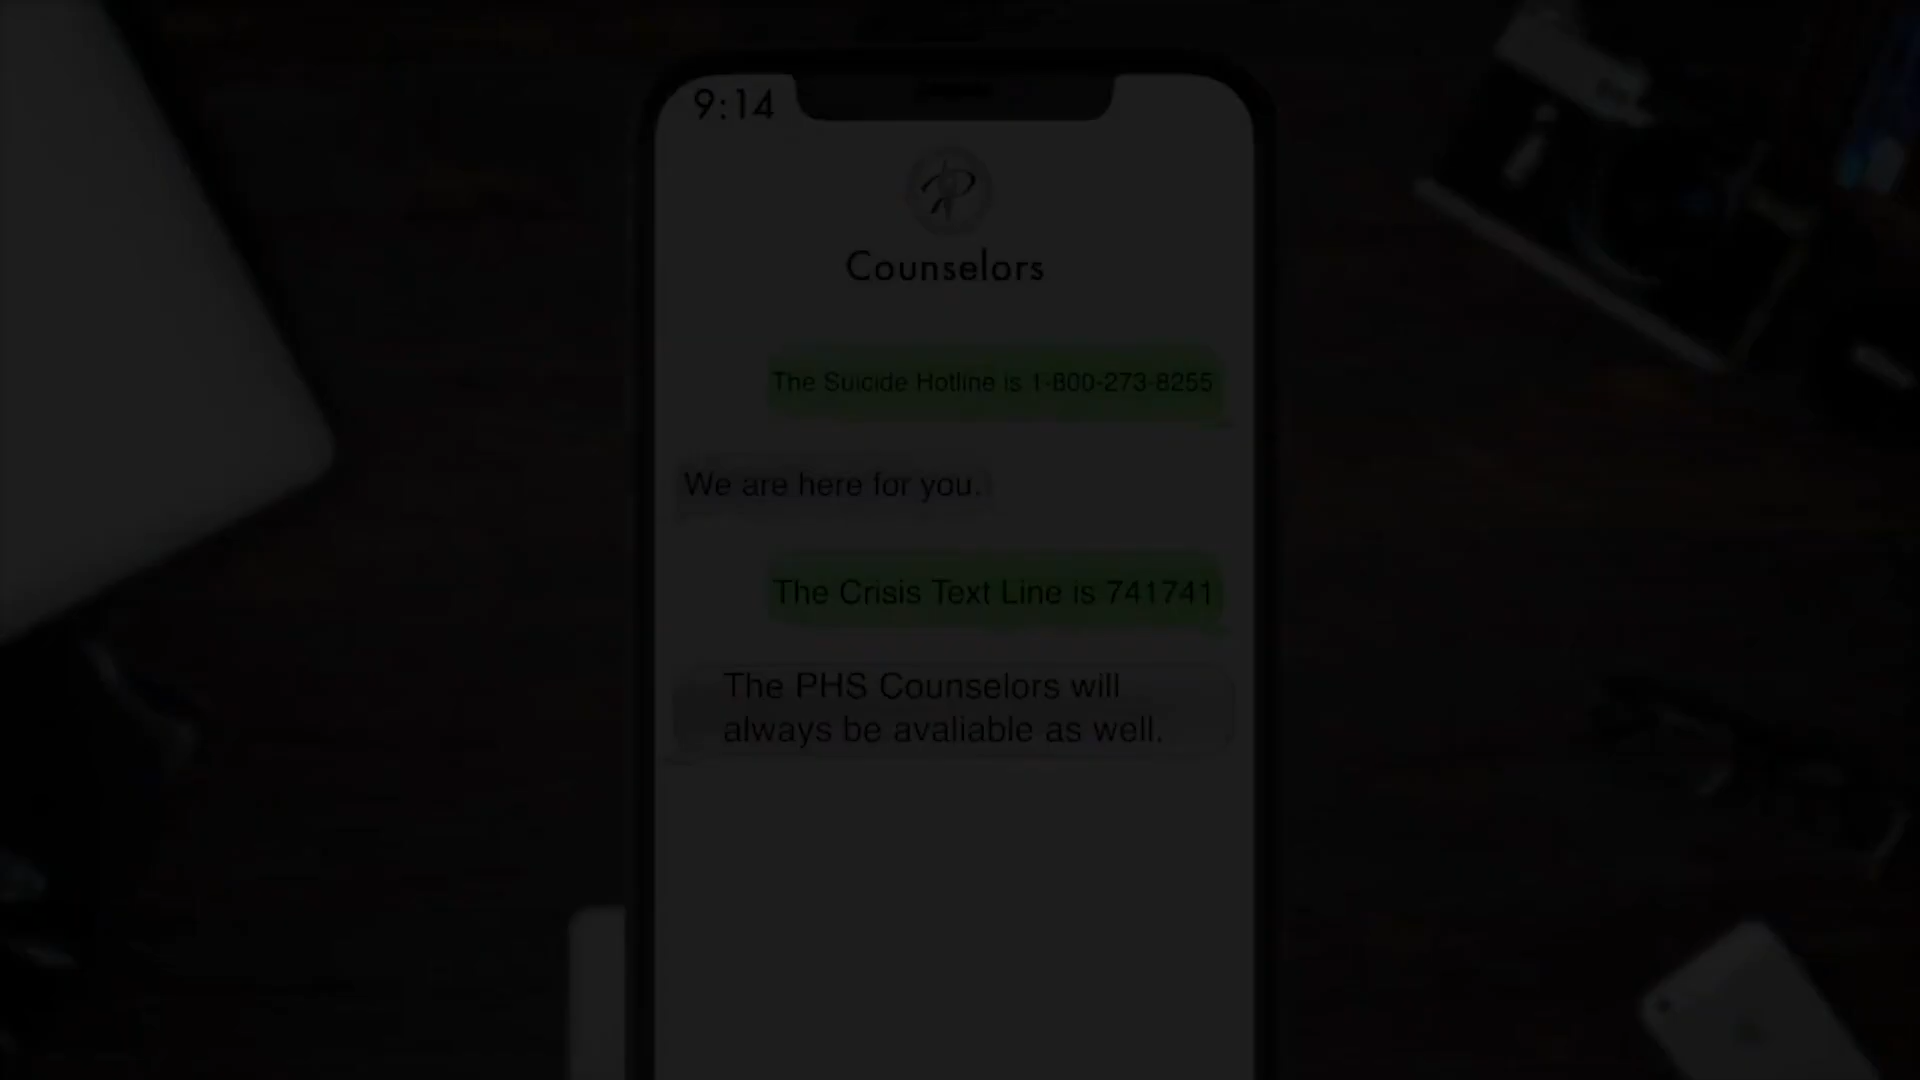 9:14
Counselors
The Suicide Hotline is 1-800-273-8255
We are here for you.
The Crisis Text Line is 741741
The PHS Counselors will
always be avaliable as well.